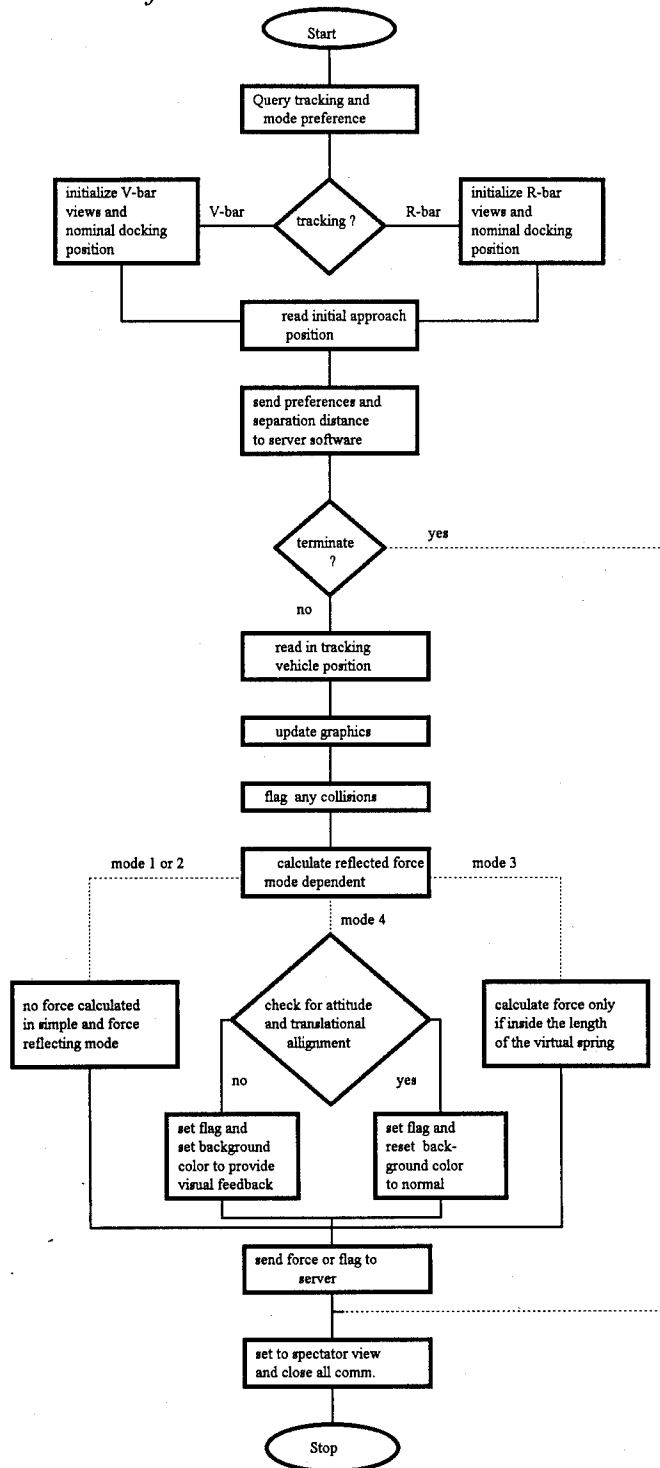 Start
Query tracking and
mode preference
initialize V-bar
views and
nominal docking
position
V-bar
tracking ?
R-bar
initialize R-bar
views and
nominal docking
position
read initial approach
position
send preferences and
separation distance
to server software
terminate
?
yes
no
read in tracking
vehicle position
update graphics
flag any collisions
mode 1 or 2
calculate reflected force
mode dependent
mode 3
mode 4
no force calculated
in simple and force
reflecting mode
check for attitude
and translational
allignment
calculate force only
if inside the length
of the virtual spring
no
yes
set flag and
set background
color to provide
visual feedback
set flag and
reset back-
ground color
to normal
send force or flag to
server
set to spectator view
and close all comm.
Stop